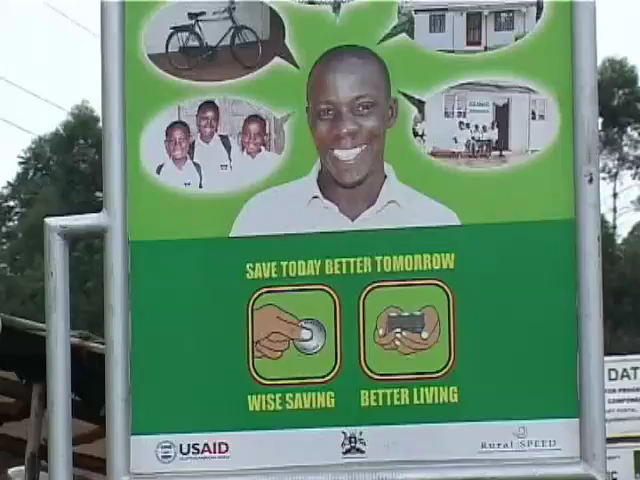 SAVE TODAY BETTER TOMORROW
WISE SAVING
BETTER LIVING
USAID
Rural SPEED
DAT